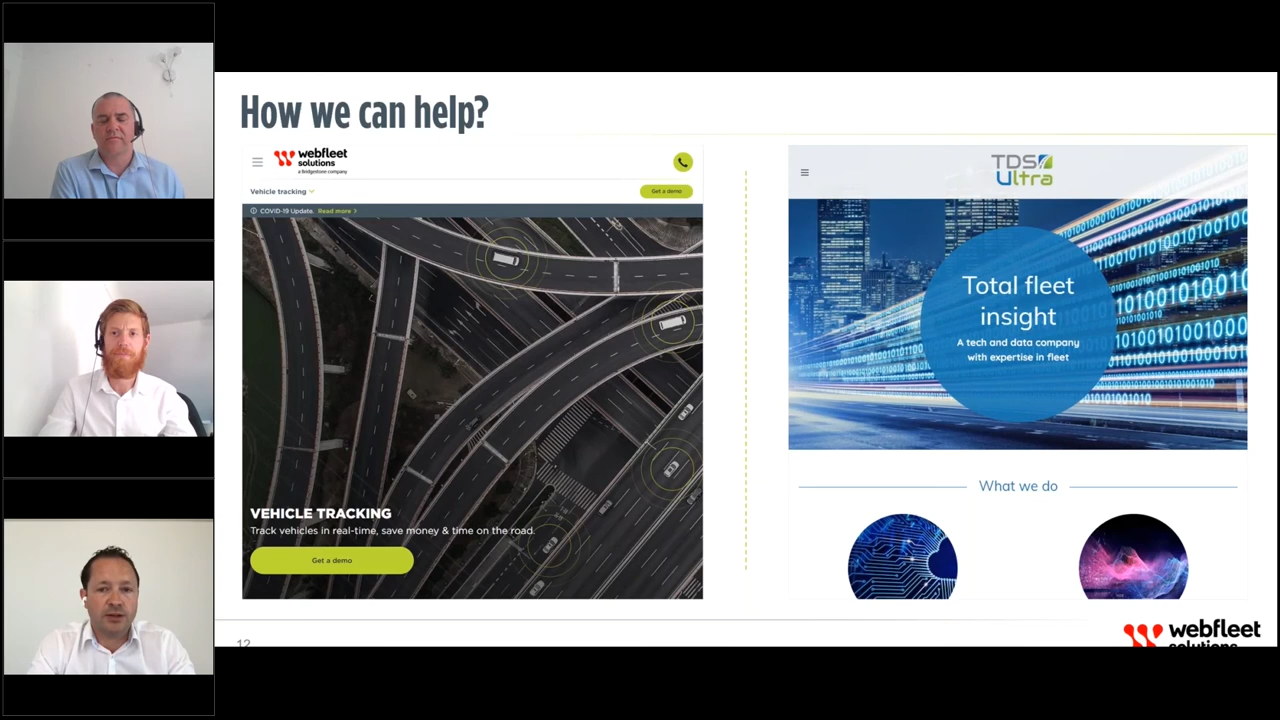 How we can help?
webfleet
solutions
a Bridgestone company
Vehicle tracking
Get a demo
COVID-19 Update. Read more >
VEHICLE TRACKING
Track vehicles in real-time, save money & time on the road.
Get a demo
TDS
Ultra
Total fleet
insight
A tech and data company
with expertise in fleet
What we do
12
webfleet
solutions